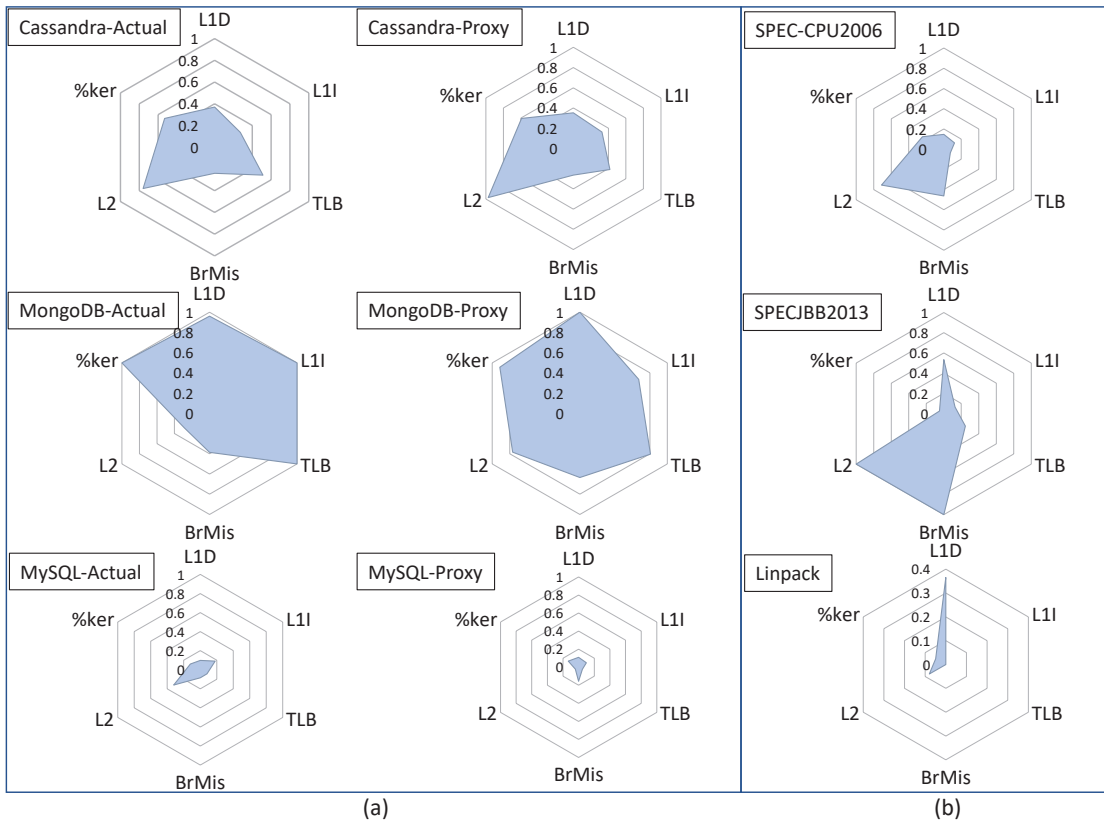 Cassandra-Actual
L1D
1
0.8
0.6
0.4
0.2
0
L1I
TLB
BrMis
L2
%ker
Cassandra-Proxy
L1D
1
0.8
0.6
0.4
0.2
0
L1I
TLB
BrMis
L2
%ker
SPEC-CPU2006
L1D
1
0.8
0.6
0.4
0.2
0
L1I
TLB
BrMis
L2
%ker
MongoDB-Actual
L1D
1
0.8
0.6
0.4
0.2
0
L1I
TLB
BrMis
L2
%ker
MongoDB-Proxy
L1D
1
0.8
0.6
0.4
0.2
0
L1I
TLB
BrMis
L2
%ker
SPECJBB2013
L1D
1
0.8
0.6
0.4
0.2
0
L1I
TLB
BrMis
L2
%ker
MySQL-Actual
L1D
1
0.8
0.6
0.4
0.2
0
L1I
TLB
BrMis
L2
%ker
MySQL-Proxy
L1D
1
0.8
0.6
0.4
0.2
0
L1I
TLB
BrMis
L2
%ker
Linpack
L1D
0.4
0.3
0.2
0.1
0
L1I
TLB
BrMis
L2
%ker
(a)
(b)